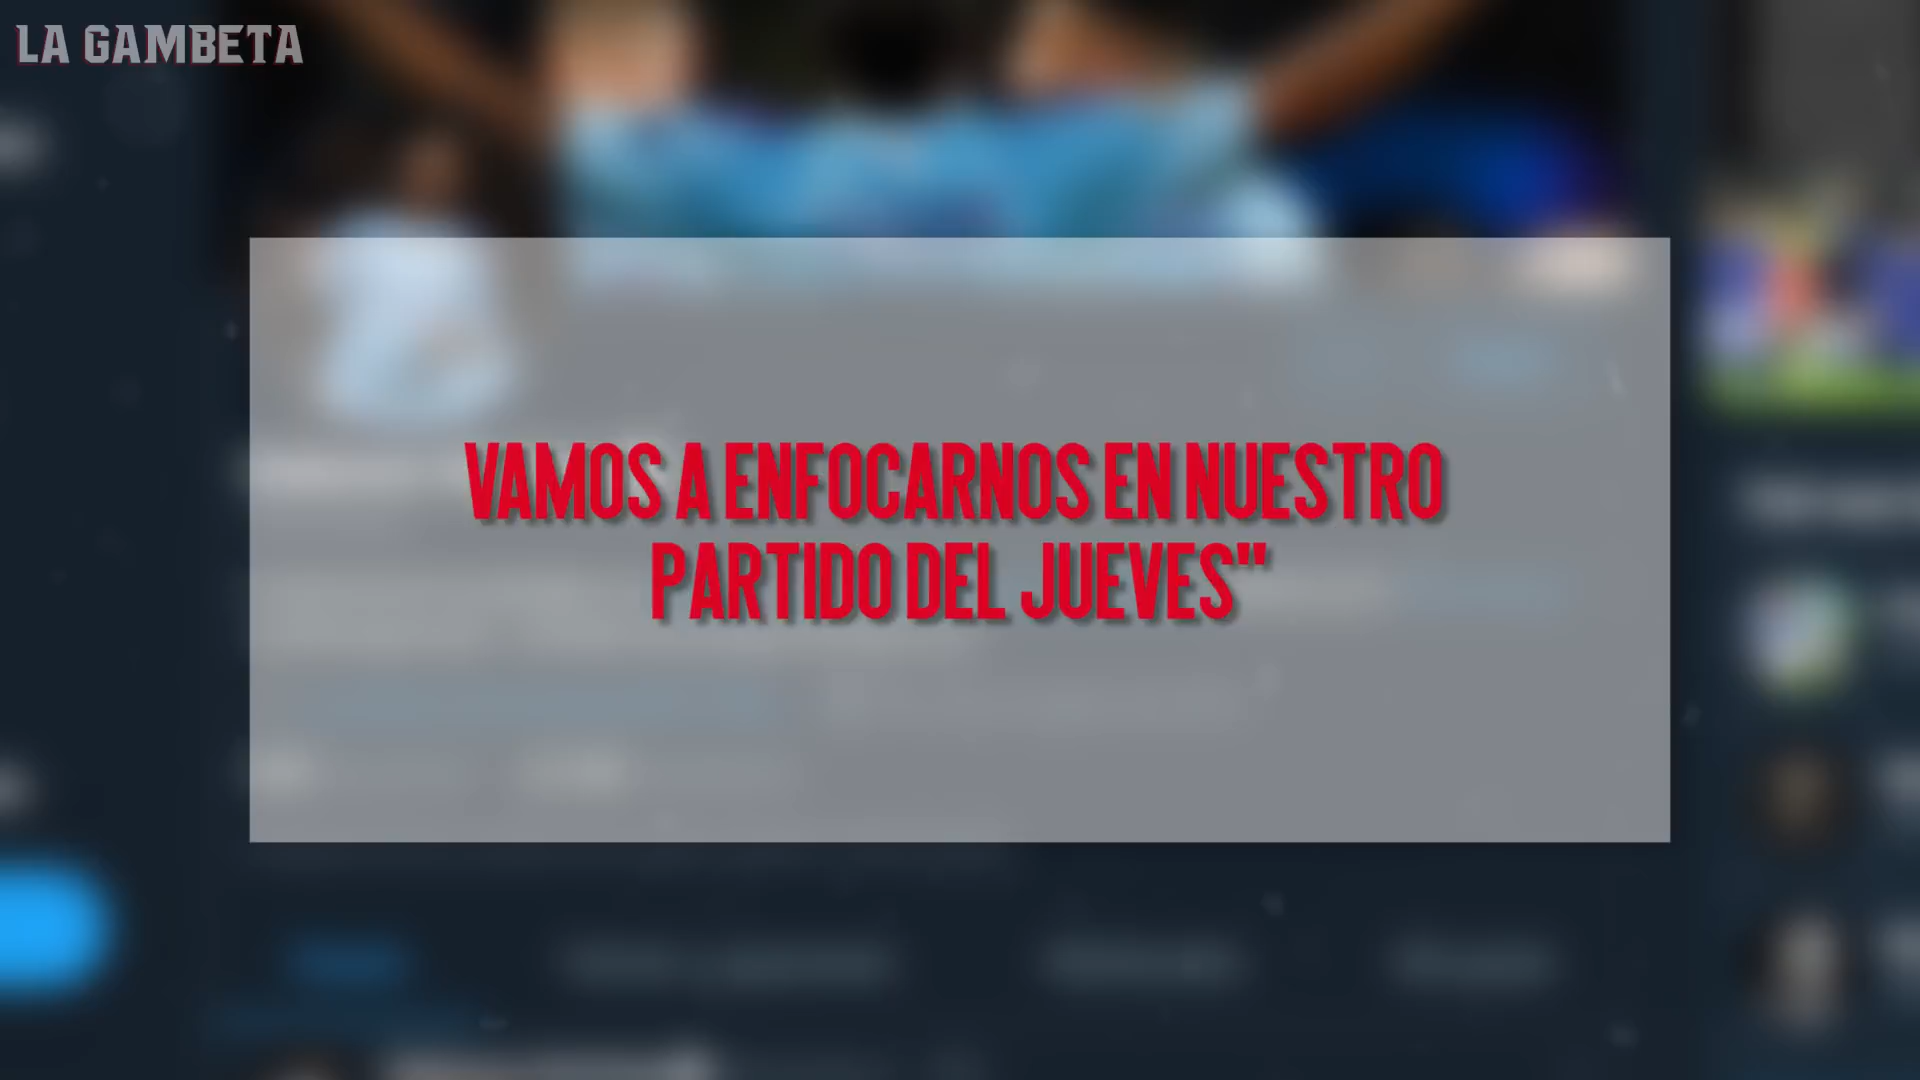 LA GAMBETA
VAMOS A ENFOCARNOS EN NUESTRO
PARTIDO DEL JUEVES"